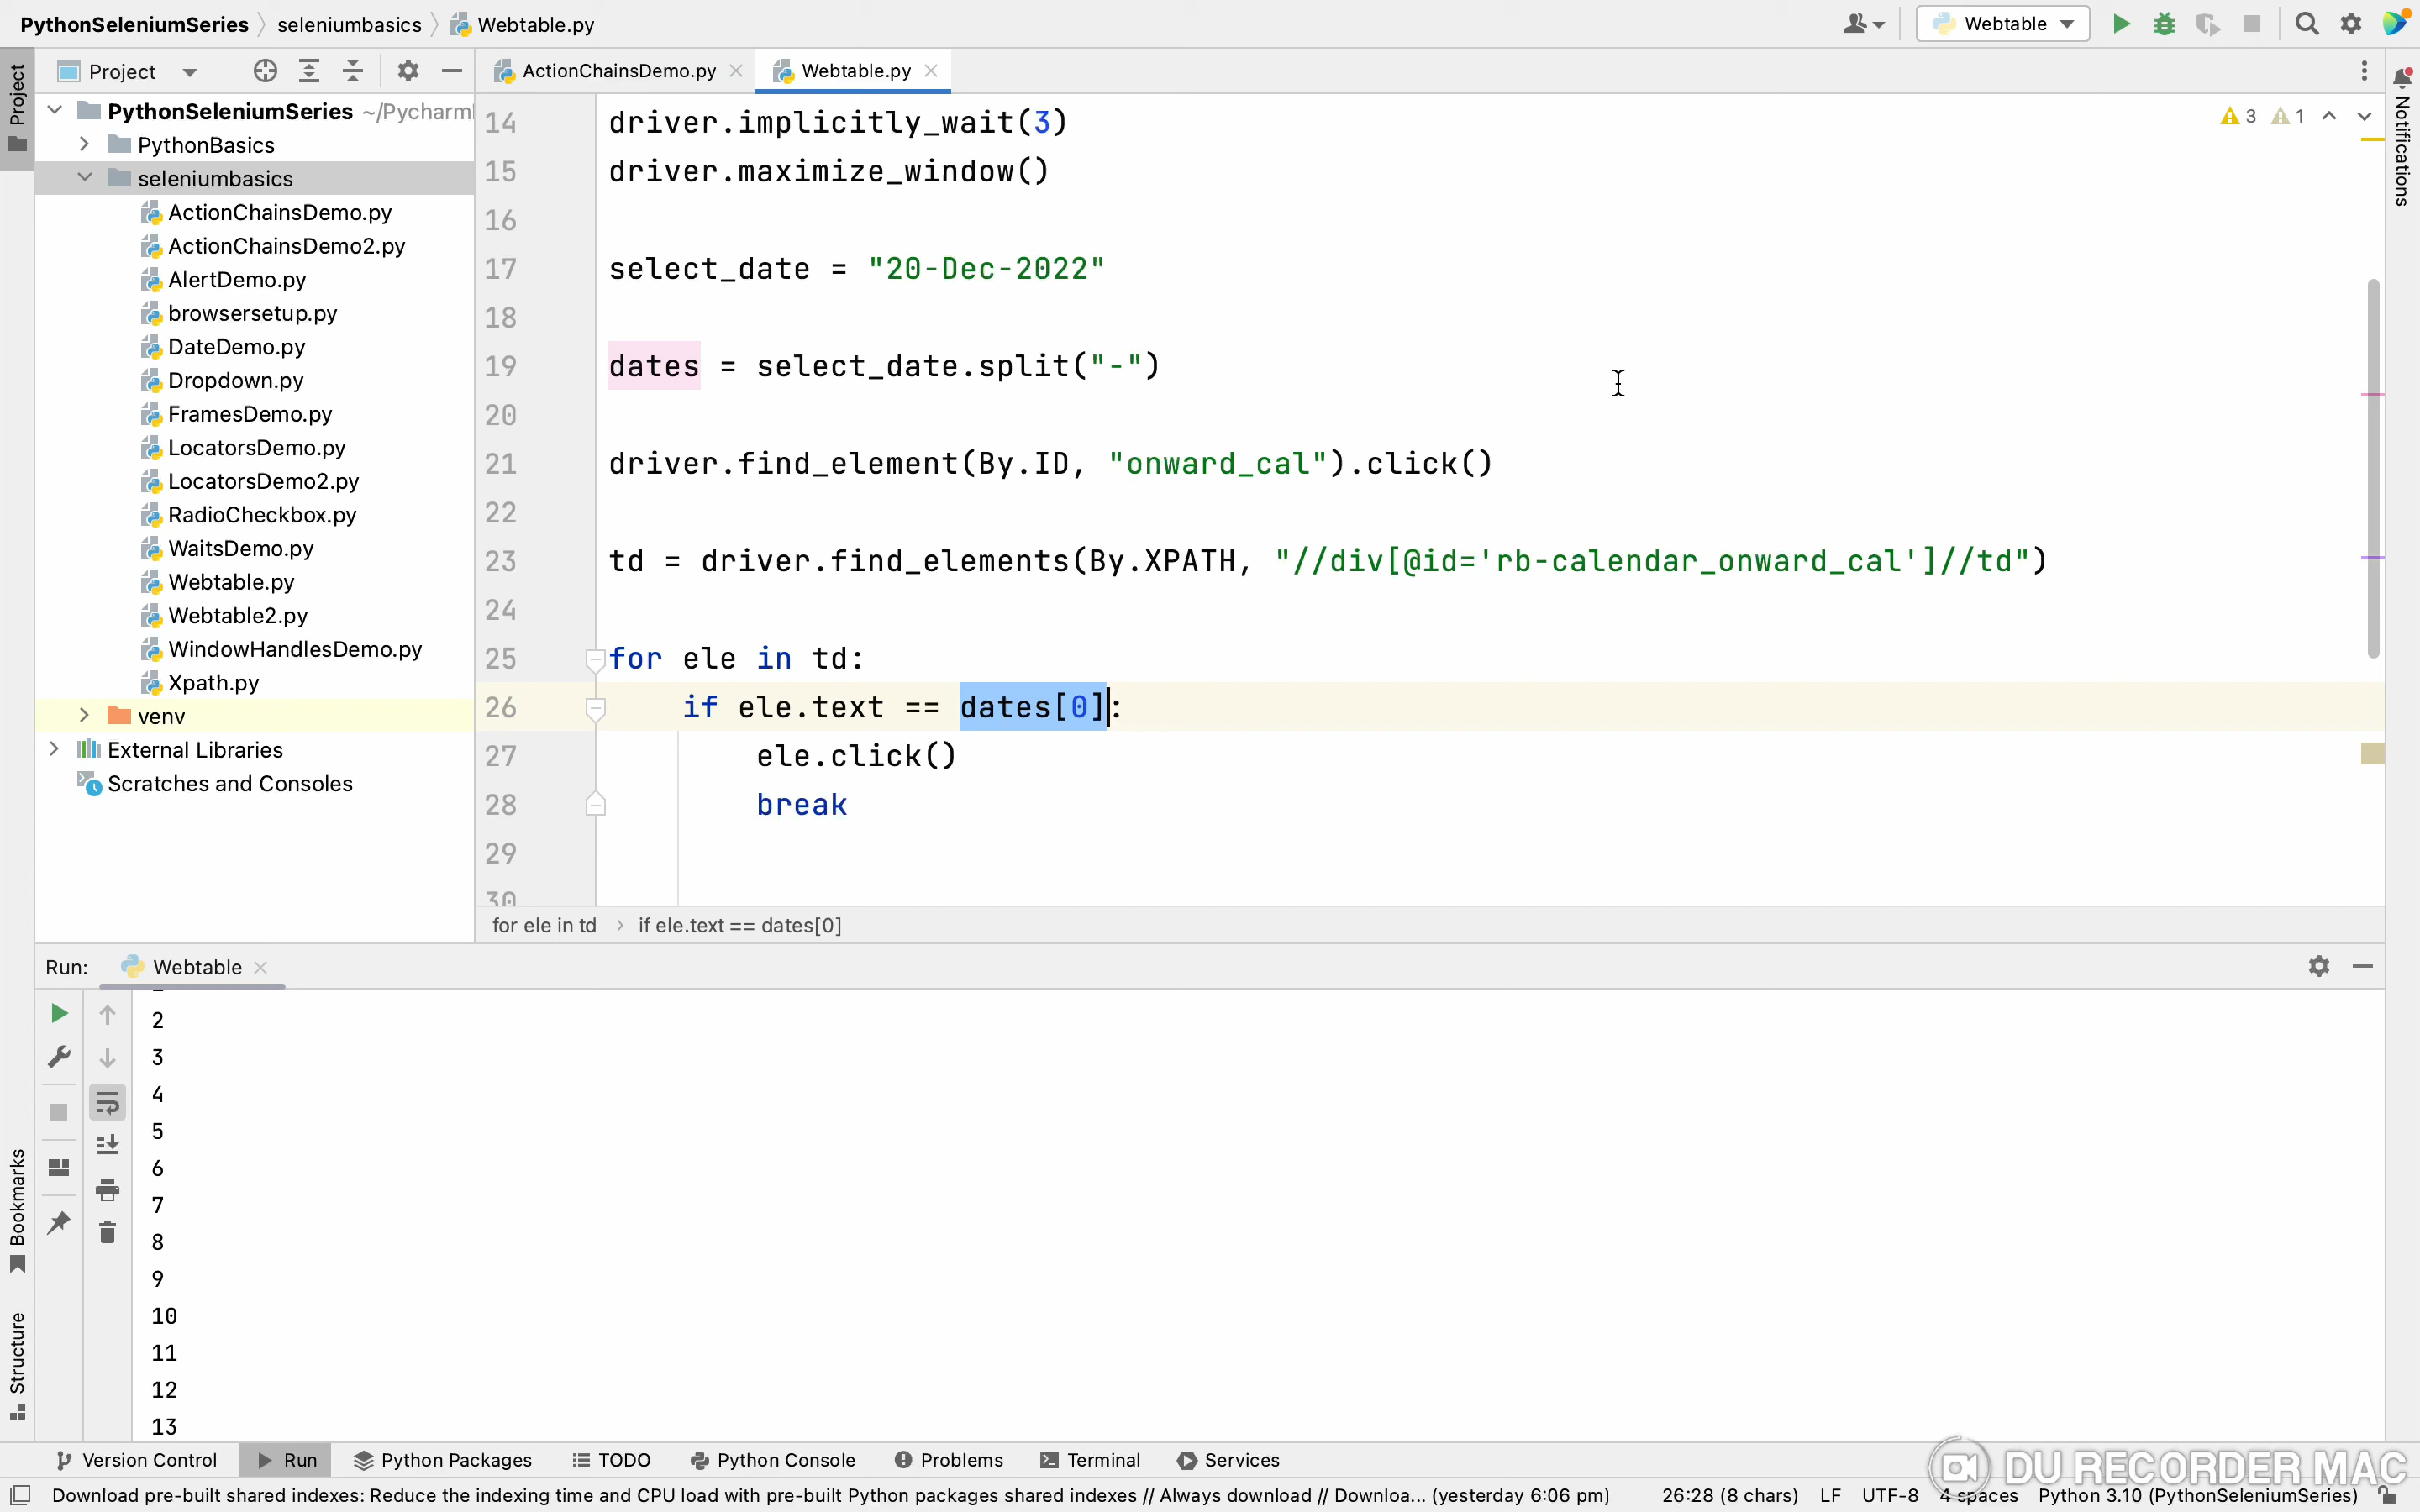 PythonSeleniumSeries seleniumbasics Webtable.py
Webtable
Project
ActionChainsDemo.py
Webtable.py
Project
PythonSeleniumSeries ~/Pycharm
PythonBasics
seleniumbasics
ActionChainsDemo.py
ActionChainsDemo2.py
AlertDemo.py
browsersetup.py
DateDemo.py
Dropdown.py
FramesDemo.py
LocatorsDemo.py
LocatorsDemo2.py
RadioCheckbox.py
WaitsDemo.py
Webtable.py
Webtable2.py
WindowHandlesDemo.py
Xpath.py
venv
External Libraries
Scratches and Consoles
14 driver.implicitly_wait(3)
15 driver.maximize_window()
16
17 select_date = "20-Dec-2022"
18
19 dates = select_date.split("-")
20
21 driver.find_element(By.ID, "onward_cal").click()
22
23 td = driver.find_elements(By.XPATH, "//div[@id='rb-calendar_onward_cal']//td")
24
25 for ele in td:
26 if ele.text == dates[0]:
27 ele.click()
28 break
29
30
3 1
Notifications
for ele in td if ele.text == dates[0]
Run: Webtable
2
3
4
5
6
7
8
9
10
11
12
13
Bookmarks
Structure
Version Control Run Python Packages TODO Python Console Problems Terminal Services
DU RECORDER MAC
Download pre-built shared indexes: Reduce the indexing time and CPU load with pre-built Python packages shared indexes // Always download // Downloa... (yesterday 6:06 pm) 26:28 (8 chars) LF UTF-8 4 spaces Python 3.10 (PythonSeleniumSeries)